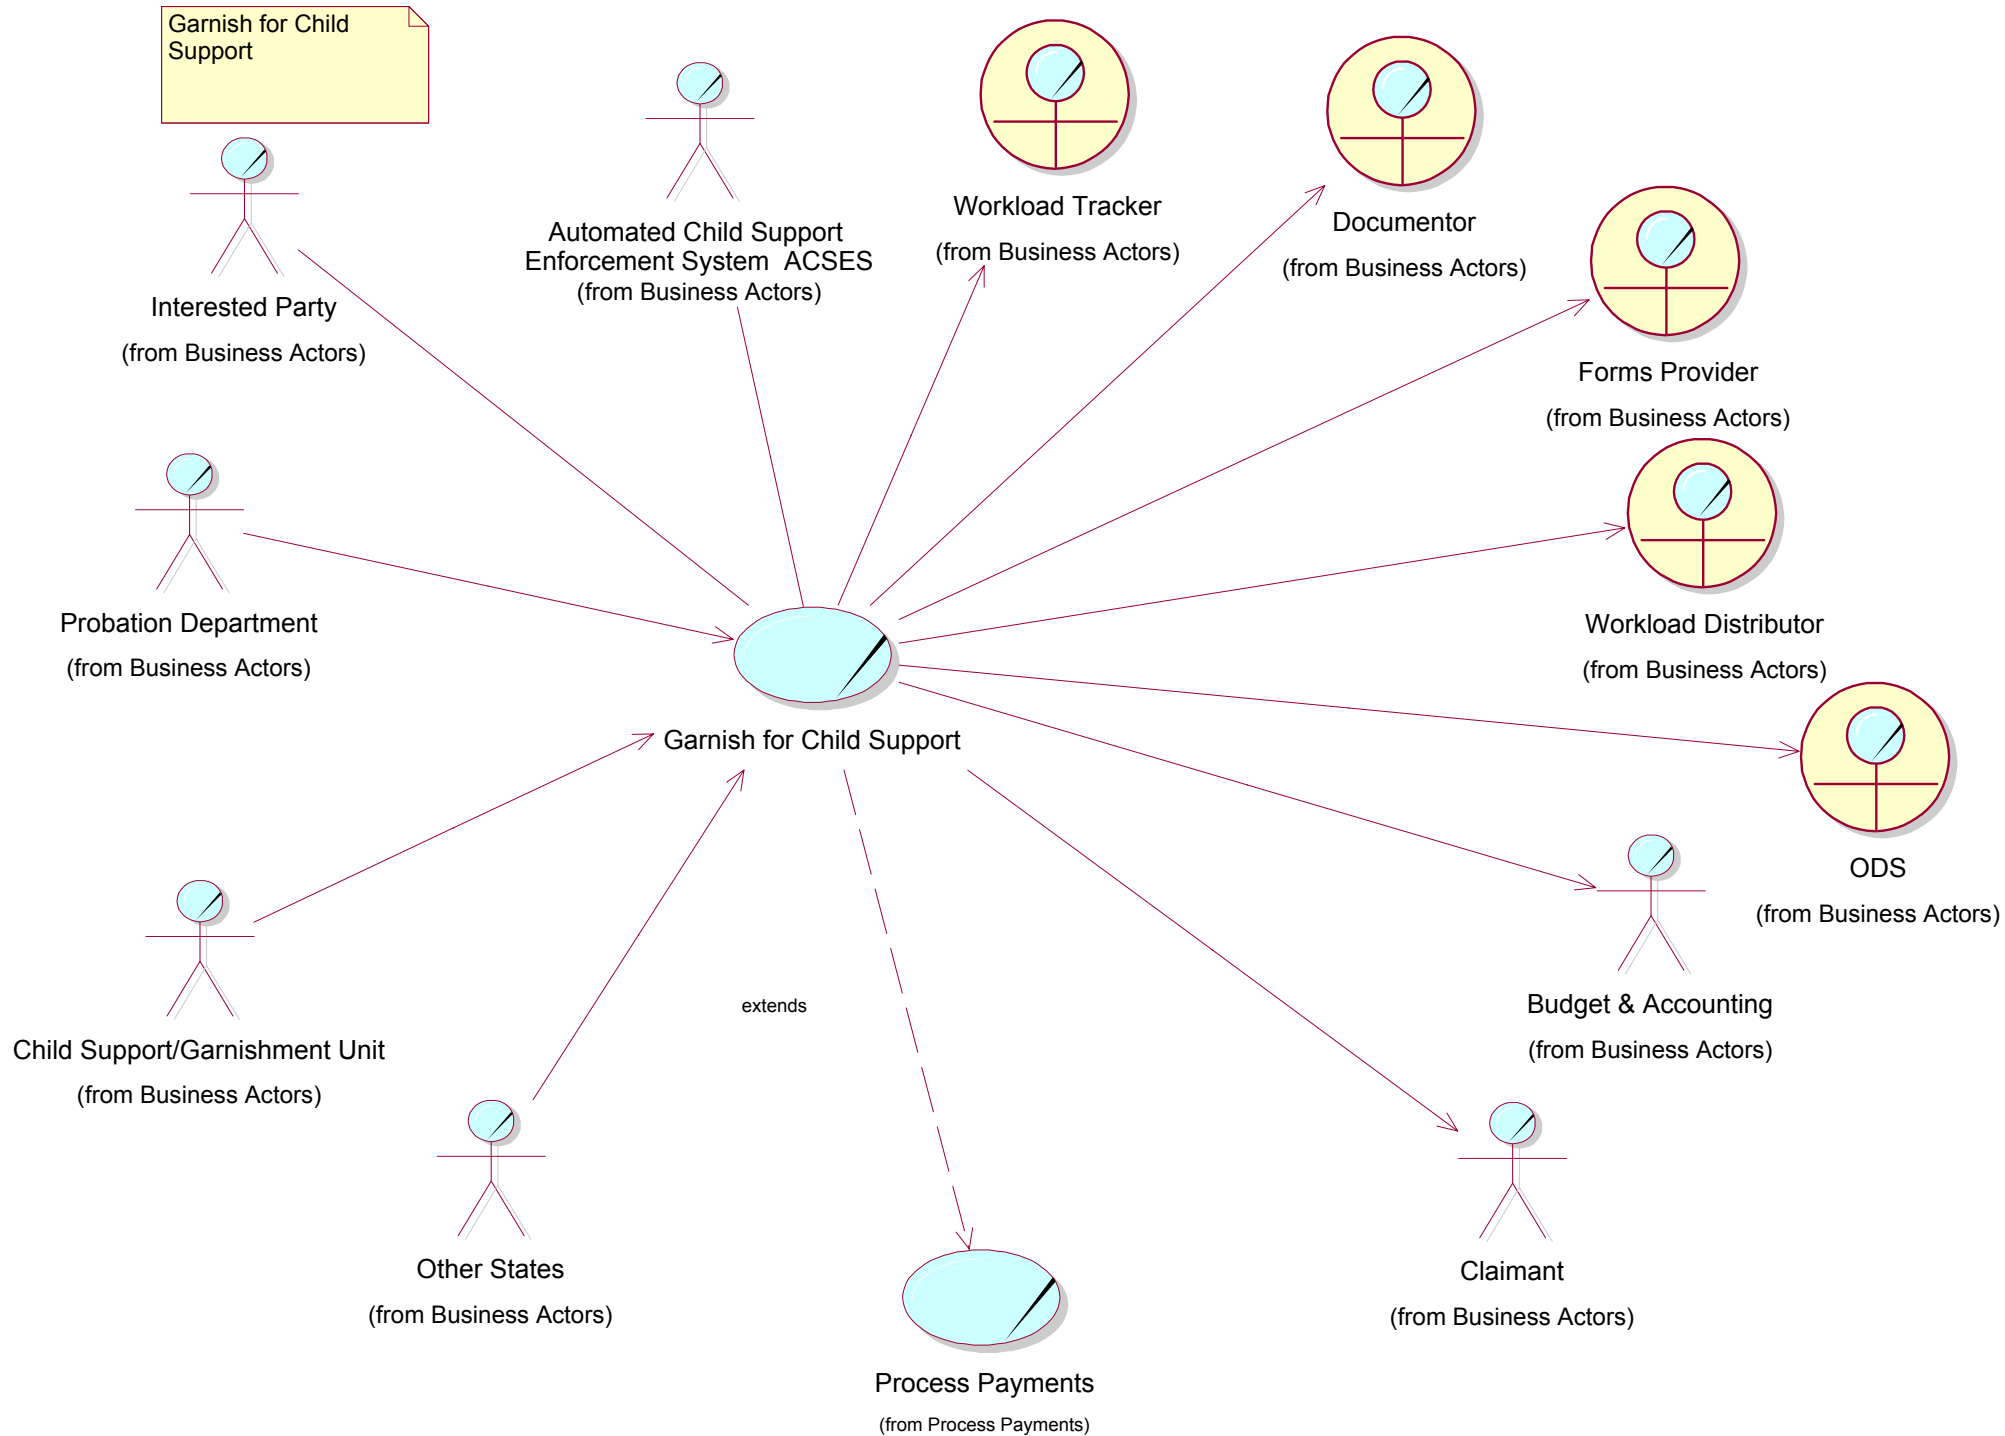 Garnish for Child
Support
Automated Child Support
Enforcement System  ACSES
(from Business Actors)
Workload Tracker
(from Business Actors)
Documentor
(from Business Actors)
Interested Party
(from Business Actors)
Forms Provider
(from Business Actors)
Probation Department
(from Business Actors)
Workload Distributor
(from Business Actors)
Garnish for Child Support
ODS
(from Business Actors)
extends
Budget & Accounting
(from Business Actors)
Child Support/Garnishment Unit
(from Business Actors)
Other States
(from Business Actors)
Claimant
(from Business Actors)
Process Payments
(from Process Payments)